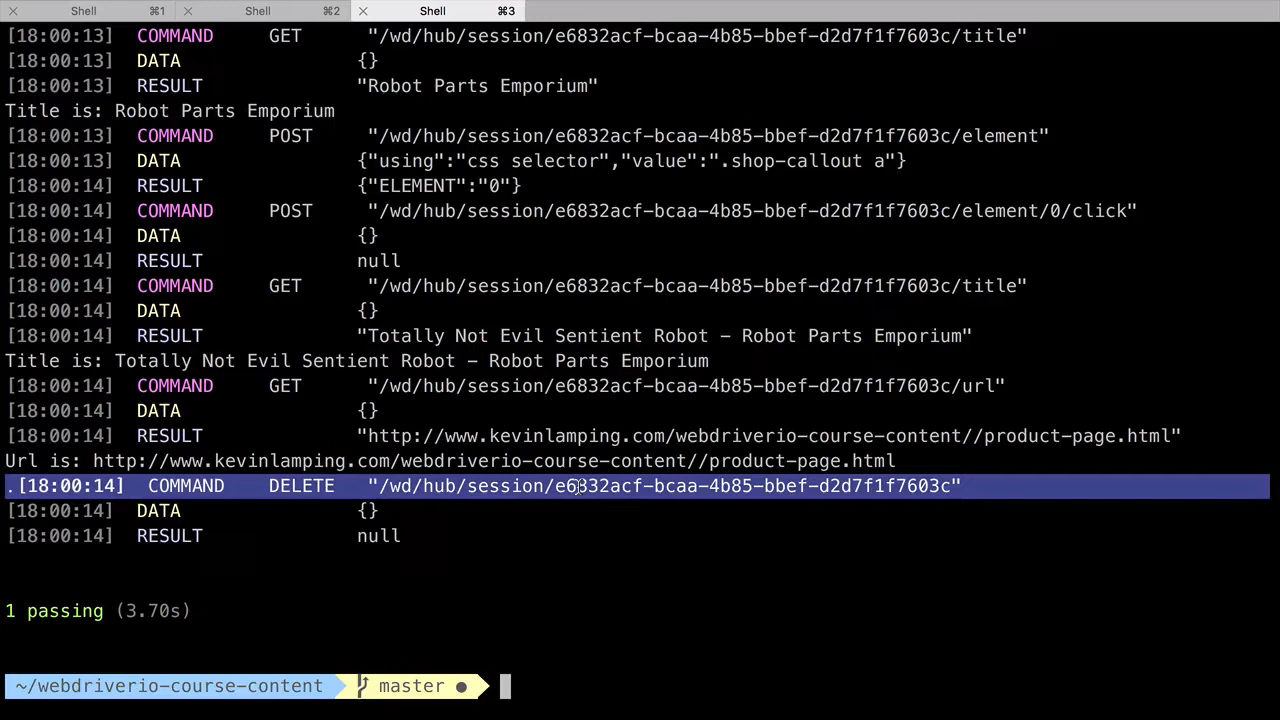 Shell ⌘1 Shell ⌘2 Shell ⌘3
[18:00:13] COMMAND GET "/wd/hub/session/e6832acf-bcaa-4b85-bbef-d2d7f1f7603c/title"
[18:00:13] DATA {}
[18:00:13] RESULT "Robot Parts Emporium"
Title is: Robot Parts Emporium
[18:00:13] COMMAND POST "/wd/hub/session/e6832acf-bcaa-4b85-bbef-d2d7f1f7603c/element"
[18:00:13] DATA {"using":"css selector","value":".shop-callout a"}
[18:00:14] RESULT {"ELEMENT":"0"}
[18:00:14] COMMAND POST "/wd/hub/session/e6832acf-bcaa-4b85-bbef-d2d7f1f7603c/element/0/click"
[18:00:14] DATA {}
[18:00:14] RESULT null
[18:00:14] COMMAND GET "/wd/hub/session/e6832acf-bcaa-4b85-bbef-d2d7f1f7603c/title"
[18:00:14] DATA {}
[18:00:14] RESULT "Totally Not Evil Sentient Robot - Robot Parts Emporium"
Title is: Totally Not Evil Sentient Robot - Robot Parts Emporium
[18:00:14] COMMAND GET "/wd/hub/session/e6832acf-bcaa-4b85-bbef-d2d7f1f7603c/url"
[18:00:14] DATA {}
[18:00:14] RESULT "http://www.kevinlamping.com/webdriverio-course-content//product-page.html"
Url is: http://www.kevinlamping.com/webdriverio-course-content//product-page.html
.[18:00:14] COMMAND DELETE "/wd/hub/session/e6832acf-bcaa-4b85-bbef-d2d7f1f7603c"
[18:00:14] DATA {}
[18:00:14] RESULT null
1 passing (3.70s)
~/webdriverio-course-content master ●